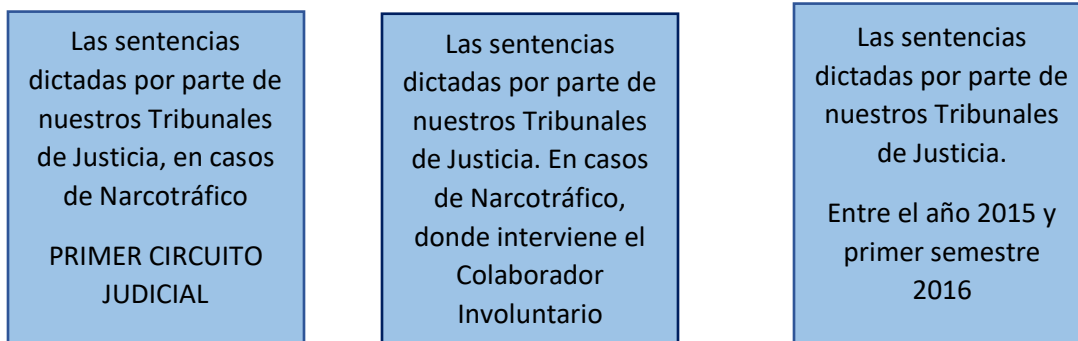 Las sentencias
dictadas por parte de
nuestros Tribunales
de Justicia, en casos
de Narcotráfico
PRIMER CIRCUITO
JUDICIAL
Las sentencias
dictadas por parte de
nuestros Tribunales
de Justicia. En casos
de Narcotráfico,
donde interviene el
Colaborador
Involuntario
Las sentencias
dictadas por parte de
nuestros Tribunales
de Justicia.
Entre el año 2015 y
primer semestre
2016